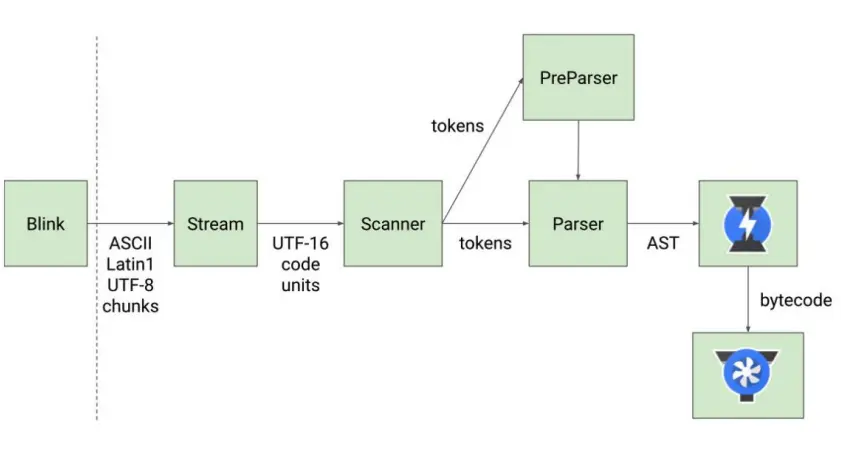 PreParser
tokens
Blink
ASCII
Latin1
UTF-8
chunks
Stream
UTF-16
code
units
Scanner
tokens
Parser
AST
bytecode